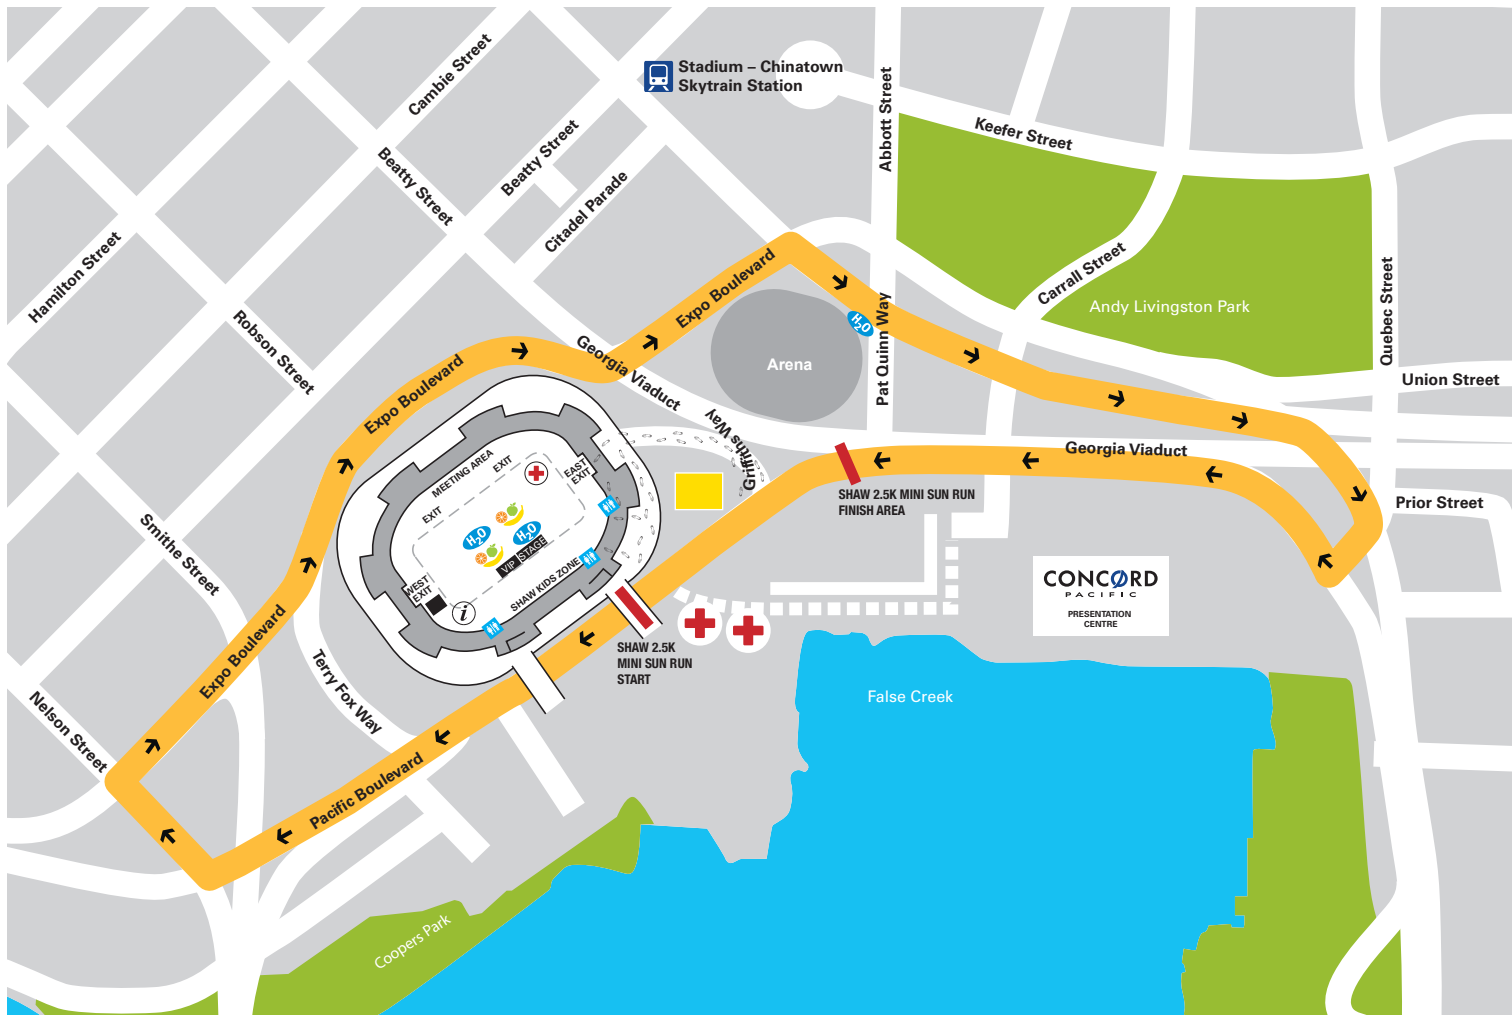 Cambie Street
Stadium – Chinatown
Skytrain Station
Abbott Street
Keefer Street
Beatty Street
Beatty Street
Citadel Parade
Hamilton Street
Robson Street
Expo Boulevard
Carrall Street
Andy Livingston Park
Quebec Street
H2O
Pat Quinn Way
Arena
Georgia Viaduct
Union Street
Expo Boulevard
Griffiths Way
Georgia Viaduct
Prior Street
SHAW 2.5K MINI SUN RUN
FINISH AREA
MEETING AREA
EXIT
EXIT
EAST
EXIT
H2O
H2O
VIP
STAGE
WEST
EXIT
SHAW KIDS ZONE
i
Smithe Street
Expo Boulevard
Terry Fox Way
Nelson Street
SHAW 2.5K
MINI SUN RUN
START
CONCORD
PACIFIC
PRESENTATION
CENTRE
False Creek
Pacific Boulevard
Coopers Park